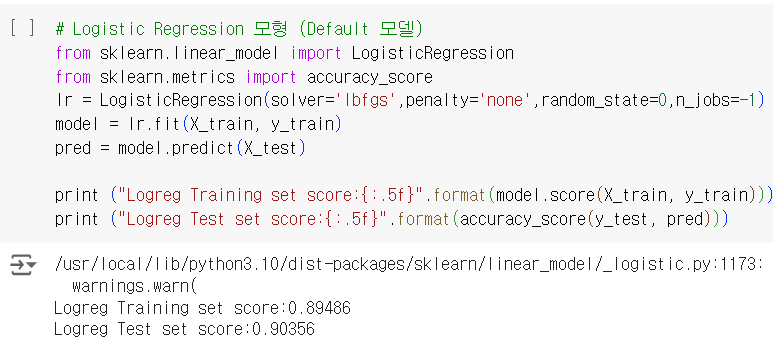 [ ] # Logistic Regression 모형 (Default 모델)
from sklearn.linear_model import LogisticRegression
from sklearn.metrics import accuracy_score
lr = LogisticRegression(solver='lbfgs',penalty='none',random_state=0,n_jobs=-1)
model = lr.fit(X_train, y_train)
pred = model.predict(X_test)
print ("Logreg Training set score:{:.5f}".format(model.score(X_train, y_train)))
print ("Logreg Test set score:{:.5f}".format(accuracy_score(y_test, pred)))
/usr/local/lib/python3.10/dist-packages/sklearn/linear_model/_logistic.py:1173:
warnings.warn(
Logreg Training set score:0.89486
Logreg Test set score:0.90356